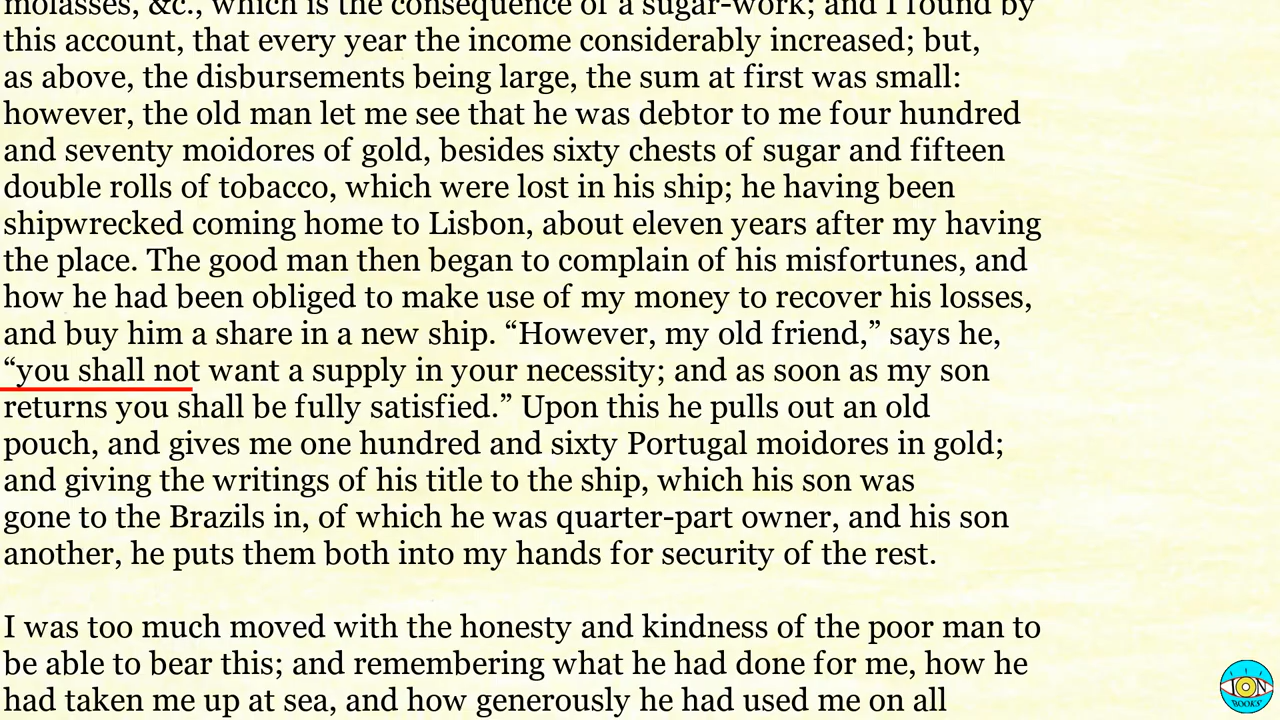 molasses, &c., which is the consequence of a sugar-work; and I found by
this account, that every year the income considerably increased; but,
as above, the disbursements being large, the sum at first was small:
however, the old man let me see that he was debtor to me four hundred
and seventy moidores of gold, besides sixty chests of sugar and fifteen
double rolls of tobacco, which were lost in his ship; he having been
shipwrecked coming home to Lisbon, about eleven years after my having
the place. The good man then began to complain of his misfortunes, and
how he had been obliged to make use of my money to recover his losses,
and buy him a share in a new ship. “However, my old friend,” says he,
“you shall not want a supply in your necessity; and as soon as my son
returns you shall be fully satisfied.” Upon this he pulls out an old
pouch, and gives me one hundred and sixty Portugal moidores in gold;
and giving the writings of his title to the ship, which his son was
gone to the Brazils in, of which he was quarter-part owner, and his son
another, he puts them both into my hands for security of the rest.
I was too much moved with the honesty and kindness of the poor man to
be able to bear this; and remembering what he had done for me, how he
had taken me up at sea, and how generously he had used me on all
ION
BOOKS